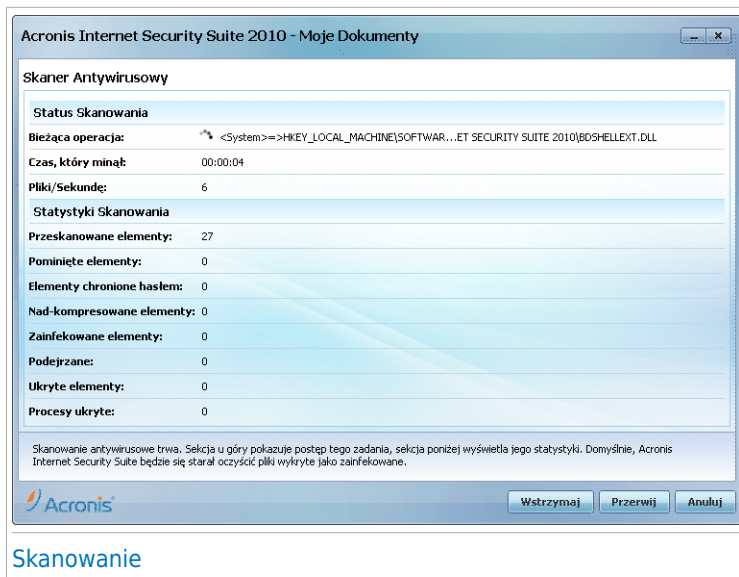 Acronis Internet Security Suite 2010 - Moje Dokumenty
Skaner Antywirusowy
Status Skanowania
Bieżąca operacja: <System>=>HKEY_LOCAL_MACHINE\SOFTWAR...ET SECURITY SUITE 2010\BDSHELLEXT.DLL
Czas, który minął: 00:00:04
Pliki/Sekundę: 6
Statystyki Skanowania
Przeskanowane elementy: 27
Pominięte elementy: 0
Elementy chronione hasłem: 0
Nad-kompresowane elementy: 0
Zainfekowane elementy: 0
Podejrzane: 0
Ukryte elementy: 0
Procesy ukryte: 0
Skanowanie antywirusowe trwa. Sekcja u góry pokazuje postęp tego zadania, sekcja poniżej wyświetla jego statystyki. Domyślnie, Acronis
Internet Security Suite będzie się starał oczyścić pliki wykryte jako zainfekowane.
Acronis
Wstrzymaj Przerwij Anuluj
Skanowanie